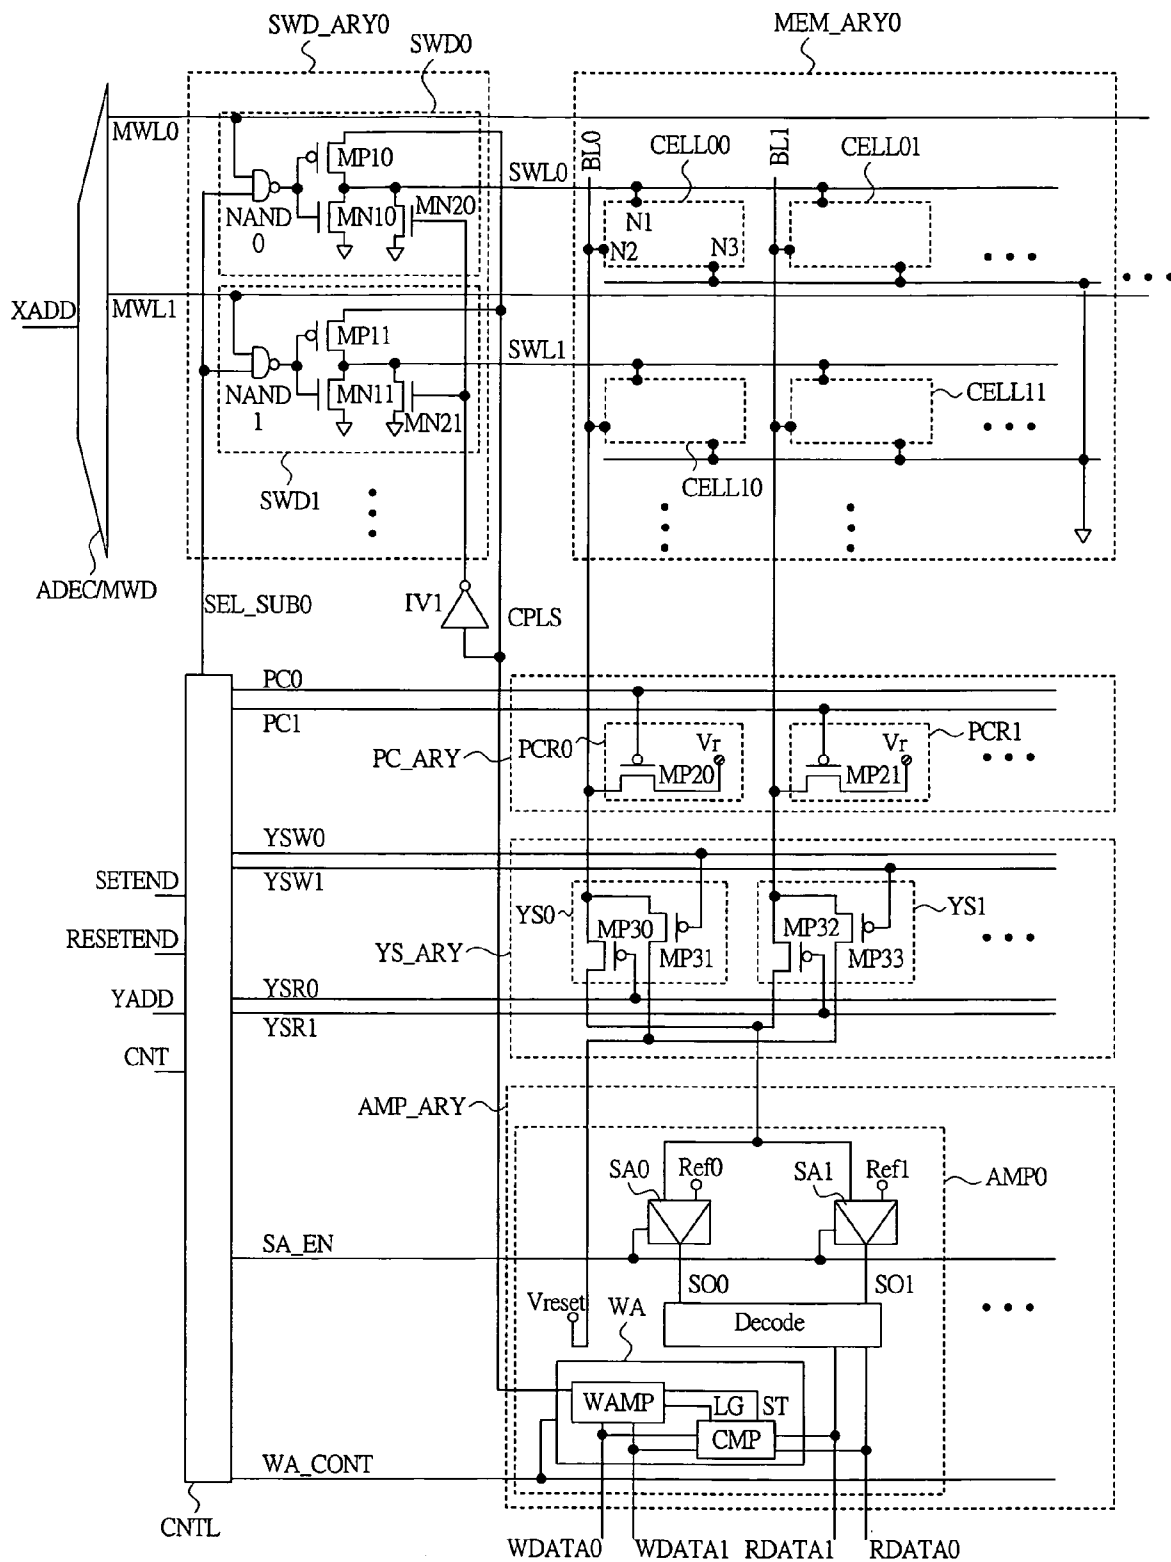 SWD_ARY0
MEM_ARY0
SWD0
MWL0
BL0
BL1
CELL00
CELL01
MP10
SWL0
NAND
0
MN10
MN20
N1
N2
N3
XADD
MWL1
MP11
SWL1
NAND
1
MN11
MN21
CELL11
SWD1
CELL10
ADEC/MWD
SEL_SUB0
IV1
CPLS
PC0
PC1
PC_ARY
PCR0
Vr
MP20
Vr
MP21
PCR1
YSW0
YSW1
SETEND
RESETEND
YADD
CNT
YS0
YS_ARY
MP30
MP31
MP32
MP33
YS1
YSR0
YSR1
AMP_ARY
SA0
Ref0
SA1
Ref1
AMP0
SA_EN
SO0
SO1
Vreset
WA
Decode
WAMP
LG
ST
CMP
WA_CONT
CNTL
WDATA0
WDATA1
RDATA1
RDATA0